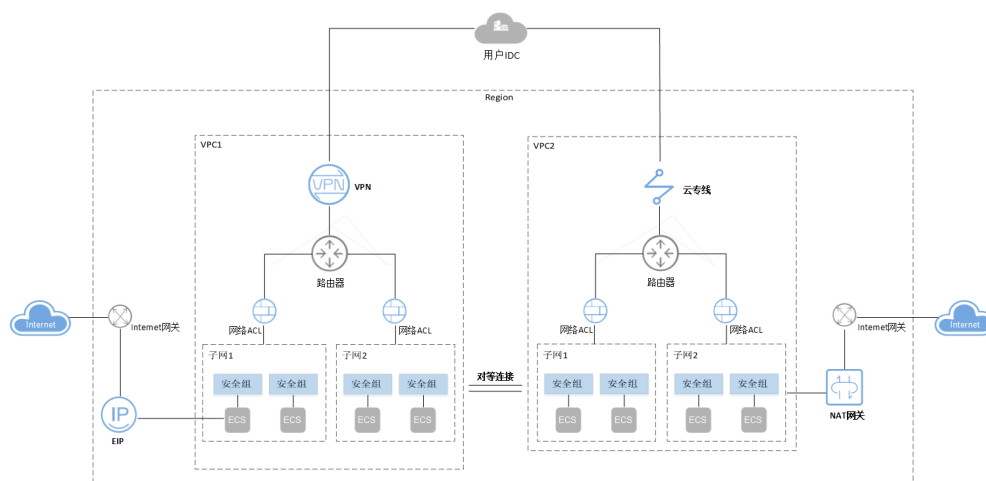 用户IDC
Region
VPC1
VPC2
VPN
VPN
云专线
路由器
路由器
Internet
Internet网关
网络ACL
网络ACL
网络ACL
网络ACL
Internet网关
Internet
子网1
子网2
子网1
子网2
对等连接
安全组
安全组
安全组
安全组
安全组
安全组
安全组
安全组
IP
ECS
ECS
ECS
ECS
ECS
ECS
ECS
ECS
EIP
NAT网关